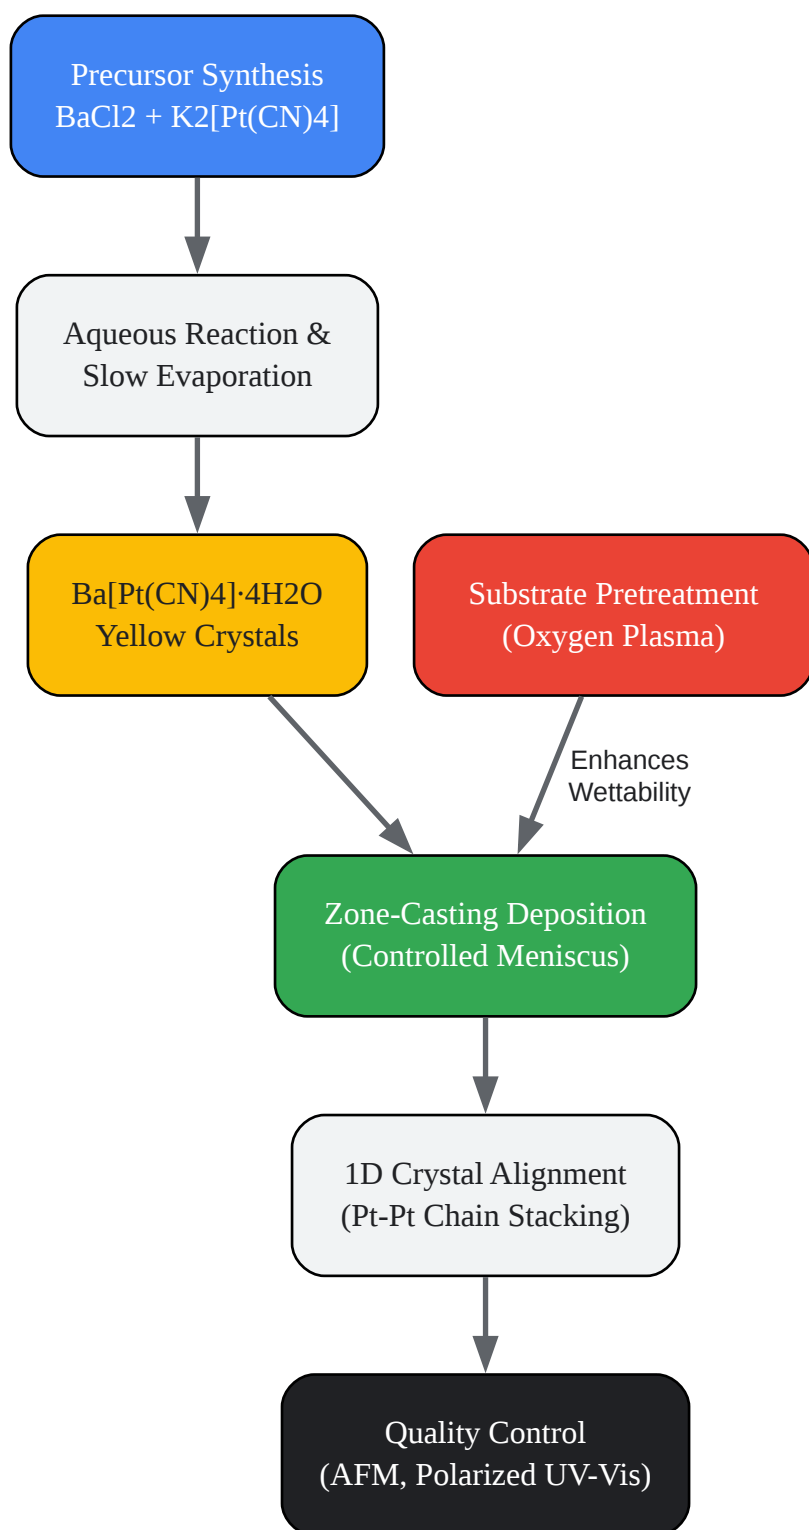 Precursor Synthesis
BaCl2 + K2[Pt(CN)4]
Aqueous Reaction &
Slow Evaporation
Ba[Pt(CN)4]·4H2O
Yellow Crystals
Substrate Pretreatment
(Oxygen Plasma)
Enhances
Wettability
Zone-Casting Deposition
(Controlled Meniscus)
1D Crystal Alignment
(Pt-Pt Chain Stacking)
Quality Control
(AFM, Polarized UV-Vis)